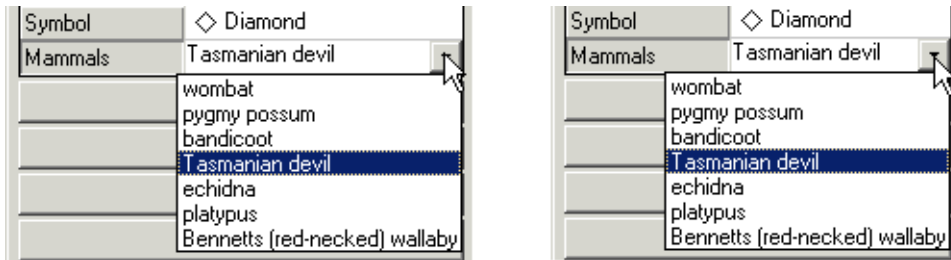 Symbol ◇ Diamond
Mammals Tasmanian devil
wombat
pygmy possum
bandicoot
Tasmanian devil
echidna
platypus
Bennetts (red-necked) wallaby
Symbol ◇ Diamond
Mammals Tasmanian devil
wombat
pygmy possum
bandicoot
Tasmanian devil
echidna
platypus
Bennetts (red-necked) wallaby